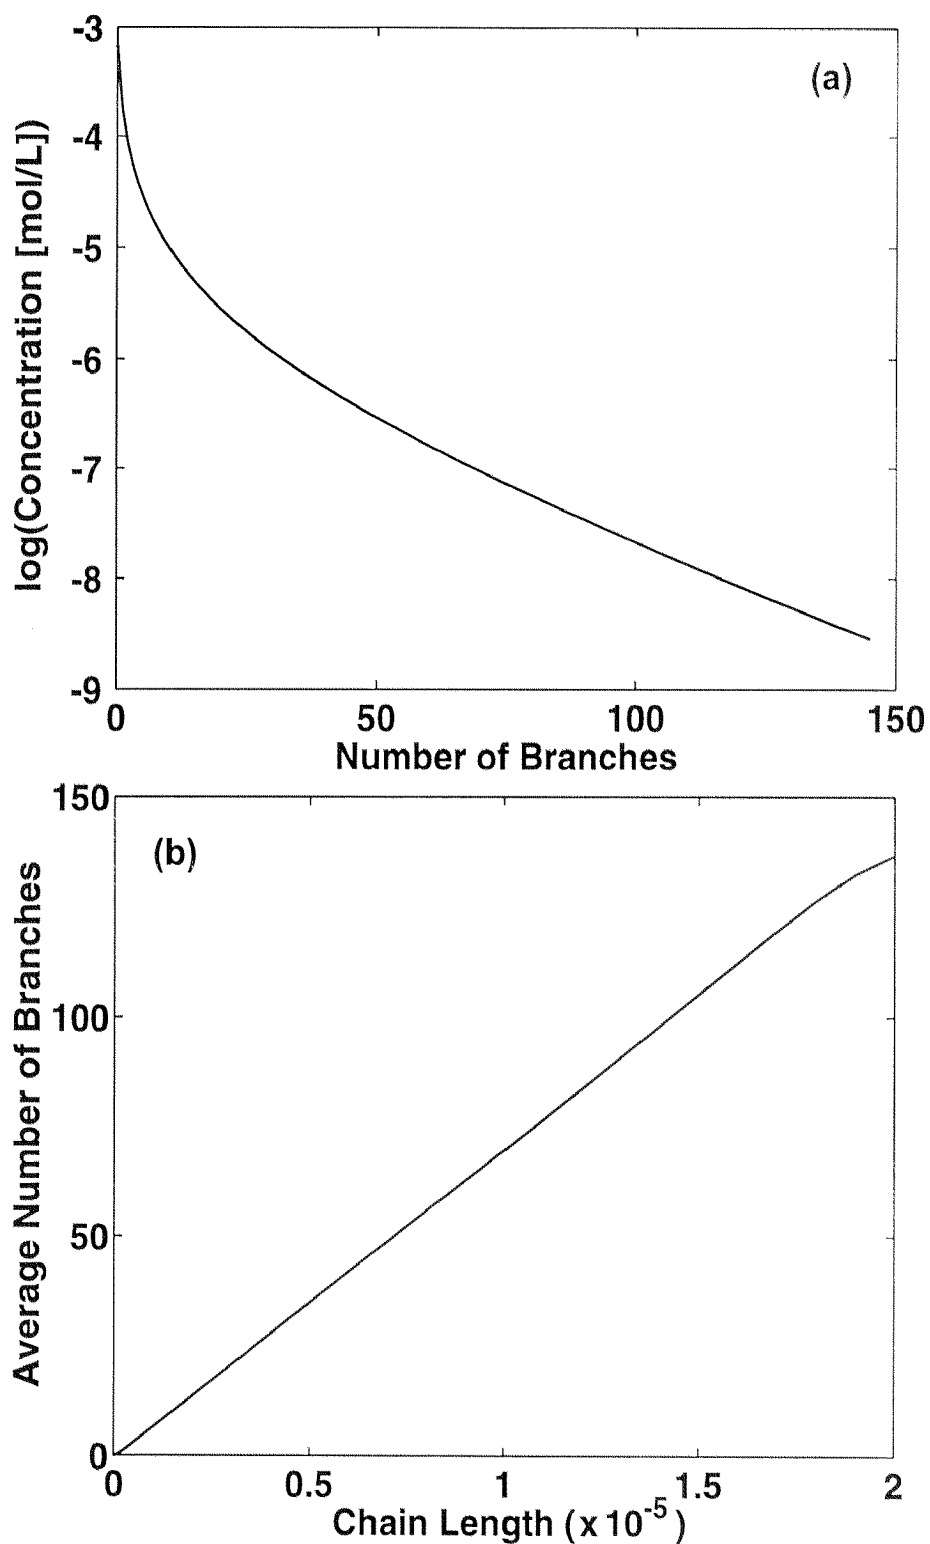 -3
(a)
-4
-5
-6
-7
-8
-9
log(Concentration [mol/L])
0 50 100 150
Number of Branches
150
(b)
100
50
0
Average Number of Branches
0 0.5 1 1.5 2
Chain Length (x 10^-5)